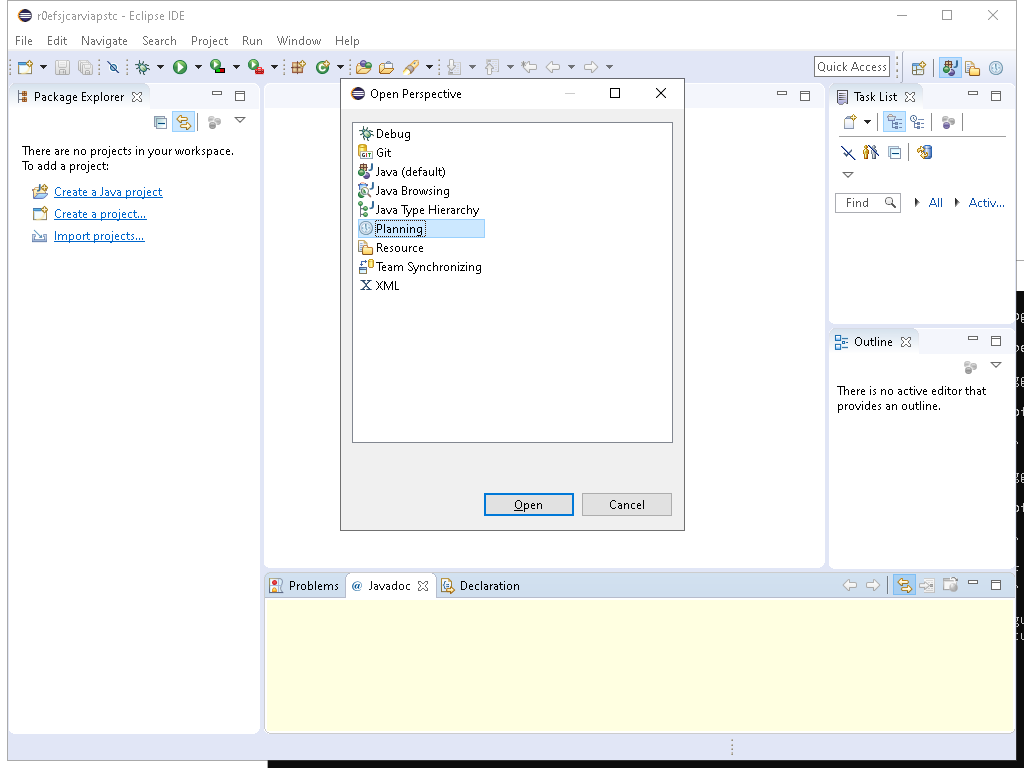 r0efsjcarviapstc - Eclipse IDE
File Edit Navigate Search Project Run Window Help
Quick Access
Package Explorer
There are no projects in your workspace.
To add a project:
Create a Java project
Create a project...
Import projects...
Open Perspective
Debug
Git
Java (default)
Java Browsing
Java Type Hierarchy
Planning
Resource
Team Synchronizing
XML
Open Cancel
Task List
Find All Activ...
Outline
There is no active editor that
provides an outline.
Problems @ Javadoc Declaration